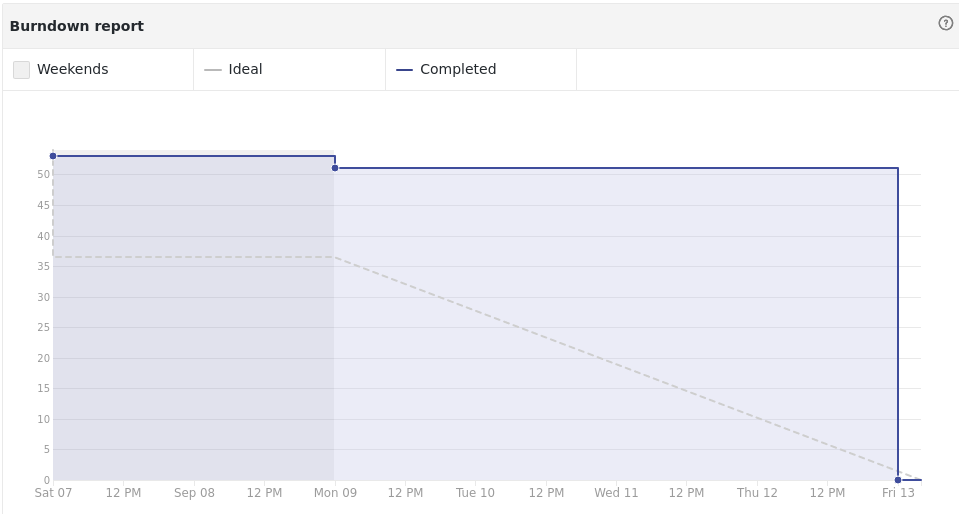 Burndown report
?
Weekends
Ideal
Completed
50
45
40
35
30
25
20
15
10
5
0
Sat 07 12 PM Sep 08 12 PM Mon 09 12 PM Tue 10 12 PM Wed 11 12 PM Thu 12 12 PM Fri 13